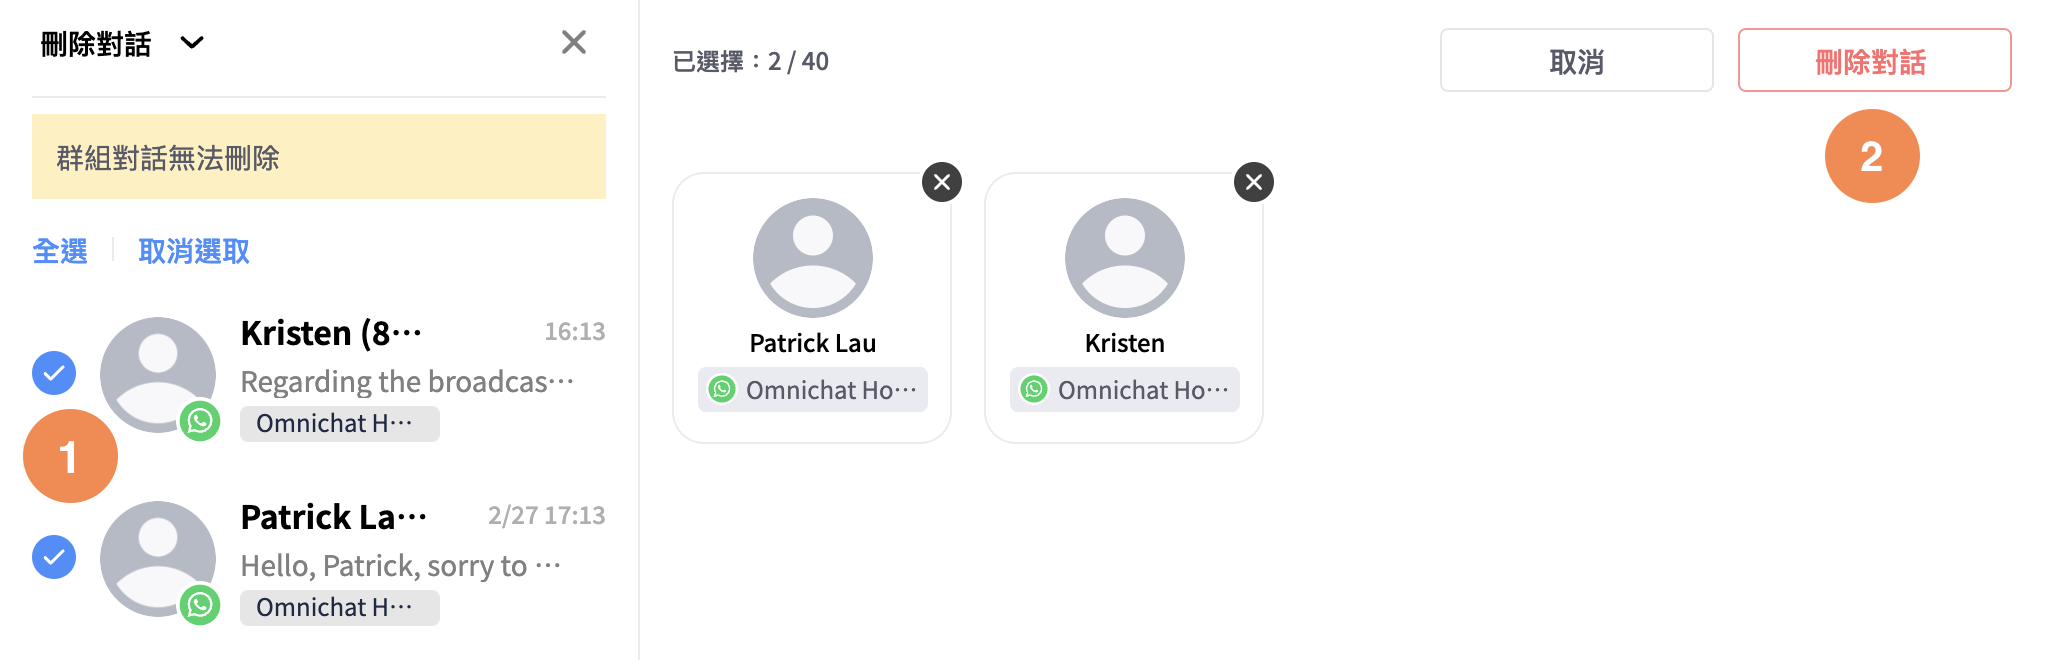 刪除對話
群組對話無法刪除
全選
取消選取
Kristen (8…
16:13
Regarding the broadcas…
Omnichat H…
1
Patrick La…
2/27 17:13
Hello, Patrick, sorry to …
Omnichat H…
已選擇：2 / 40
取消
刪除對話
2
Patrick Lau
Omnichat Ho…
Kristen
Omnichat Ho…